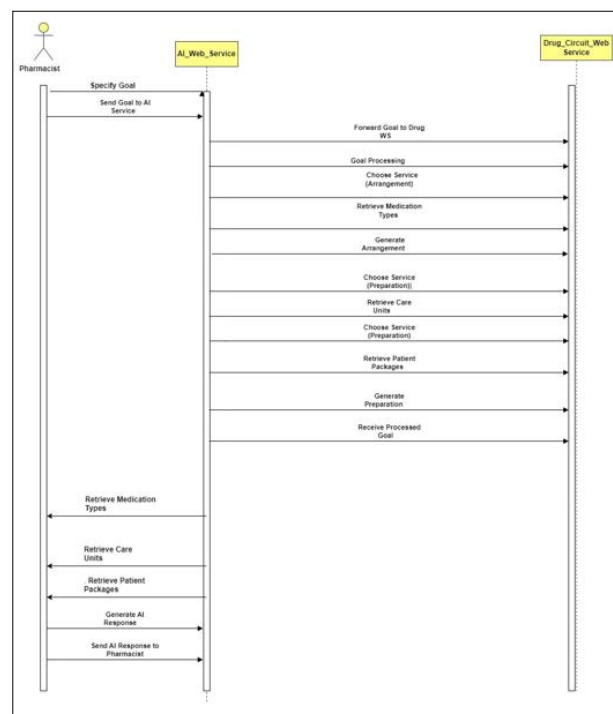 Pharmacist
AI_Web_Service
Drug_Circuit_Web
Service
Specify Goal
Send Goal to AI
Service
Forward Goal to Drug
WS
Goal Processing
Choose Service
(Arrangement)
Retrieve Medication
Types
Generate
Arrangement
Choose Service
(Preparation))
Retrieve Care
Units
Choose Service
(Preparation)
Retrieve Patient
Packages
Generate
Preparation
Receive Processed
Goal
Retrieve Medication
Types
Retrieve Care
Units
Retrieve Patient
Packages
Generate AI
Response
Send AI Response to
Pharmacist